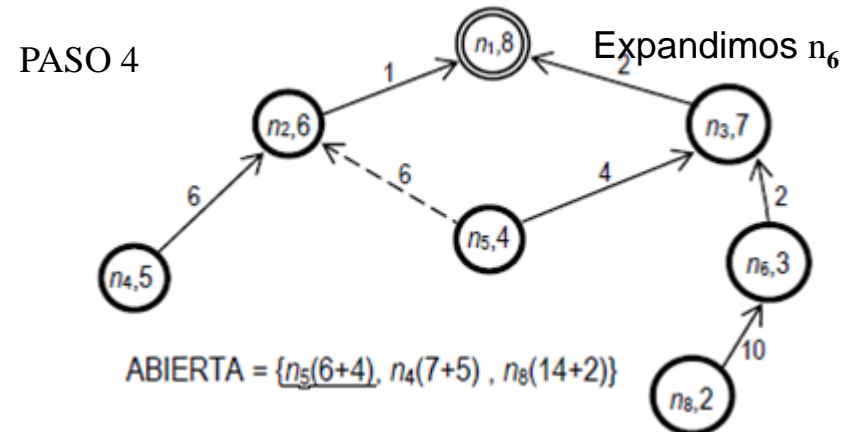 PASO 4
Expandimos n₆
n₁,8
1
2
n₂,6
n₃,7
6
6
4
2
n₅,4
n₄,5
n₆,3
10
ABIERTA = {n₅(6+4), n₄(7+5) , n₈(14+2)}
n₈,2